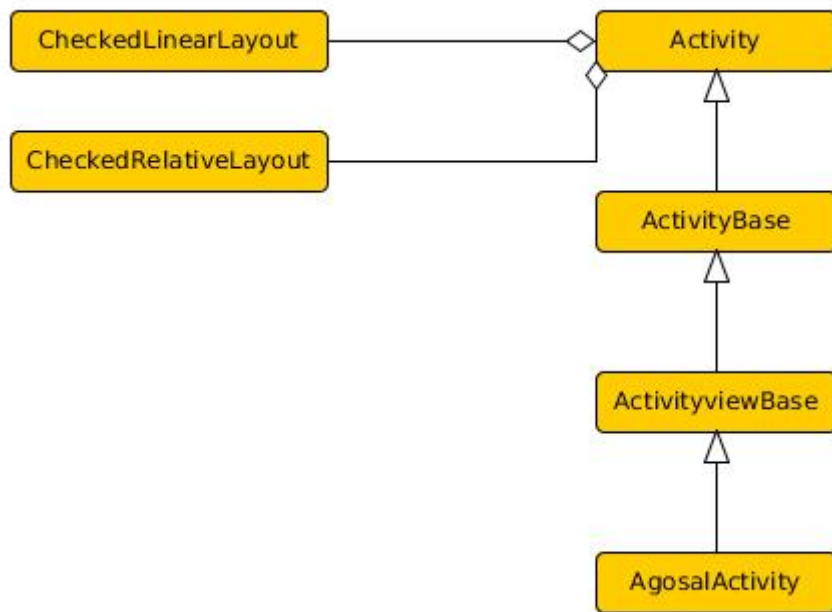 CheckedLinearLayout
Activity
CheckedRelativeLayout
ActivityBase
ActivityviewBase
AgosalActivity